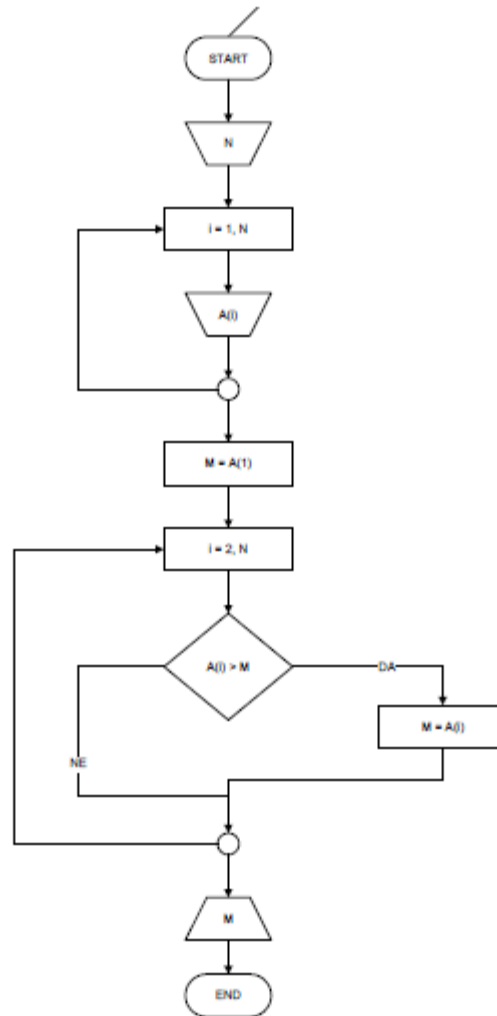 START
N
i = 1, N
A(i)
M = A(1)
i = 2, N
A(i) > M
DA
M = A(i)
NE
M
END